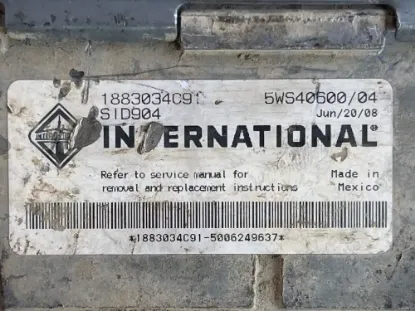 1883034C91 5WS40600/04
SID904 Jun/20/08
INTERNATIONAL®
Refer to service manual for Made in
removal and replacement instructions Mexico
*1883034C91-5006249637*